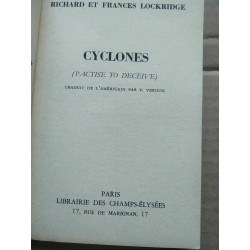 RICHARD ET FRANCES LOCKRIDGE
CYCLONES
(PACTISE TO DECEIVE)
TRADUIT DE L'AMÉRICAIN PAR
PARIS
LIBRAIRIE DES CHAMPS-ÉLYSÉES
17, RUE DE MARIGNAN, 17